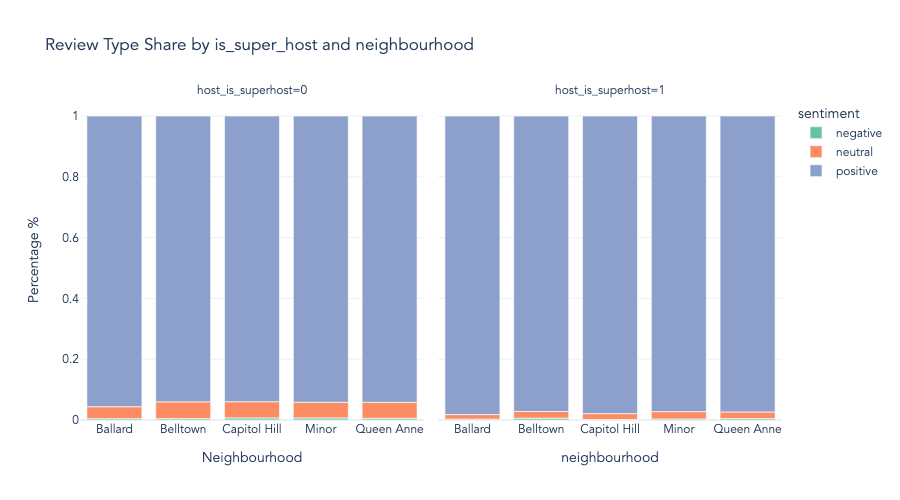 Review Type Share by is_super_host and neighbourhood
host_is_superhost=0
host_is_superhost=1
sentiment
negative
neutral
positive
Percentage %
1
0.8
0.6
0.4
0.2
0
Ballard Belltown Capitol Hill Minor Queen Anne
Ballard Belltown Capitol Hill Minor Queen Anne
Neighbourhood
neighbourhood